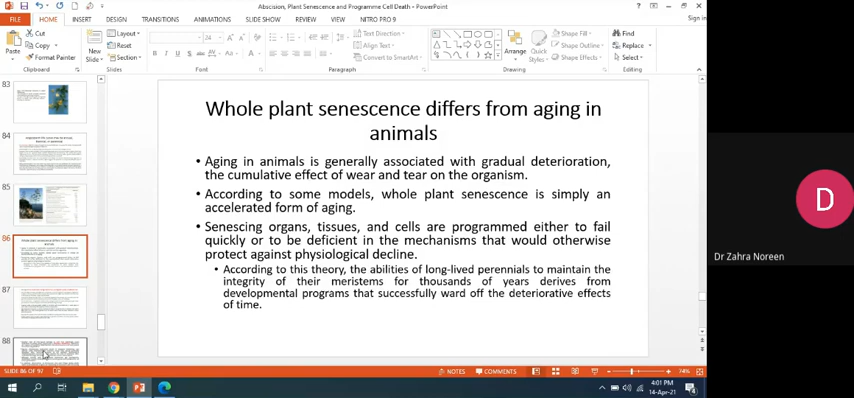 Abscision, Plant Senescence and Programme Cell Death - PowerPoint
Sign in
FILE HOME INSERT DESIGN TRANSITIONS ANIMATIONS SLIDE SHOW REVIEW VIEW NITRO PRO 9
Paste
Cut
Copy
Format Painter
Clipboard
New Slide
Layout
Reset
Section
Slides
24
Font
Text Direction
Align Text
Convert to SmartArt
Paragraph
Arrange
Quick Styles
Shape Fill
Shape Outline
Shape Effects
Drawing
Find
Replace
Select
Editing
83
84
85
86
87
88
Whole plant senescence differs from aging in
animals
• Aging in animals is generally associated with gradual deterioration,
the cumulative effect of wear and tear on the organism.
• According to some models, whole plant senescence is simply an
accelerated form of aging.
• Senescing organs, tissues, and cells are programmed either to fail
quickly or to be deficient in the mechanisms that would otherwise
protect against physiological decline.
• According to this theory, the abilities of long-lived perennials to maintain the
integrity of their meristems for thousands of years derives from
developmental programs that successfully ward off the deteriorative effects
of time.
D
Dr Zahra Noreen
SLIDE 86 OF 97
NOTES
COMMENTS
74%
4:01 PM
14-Apr-21